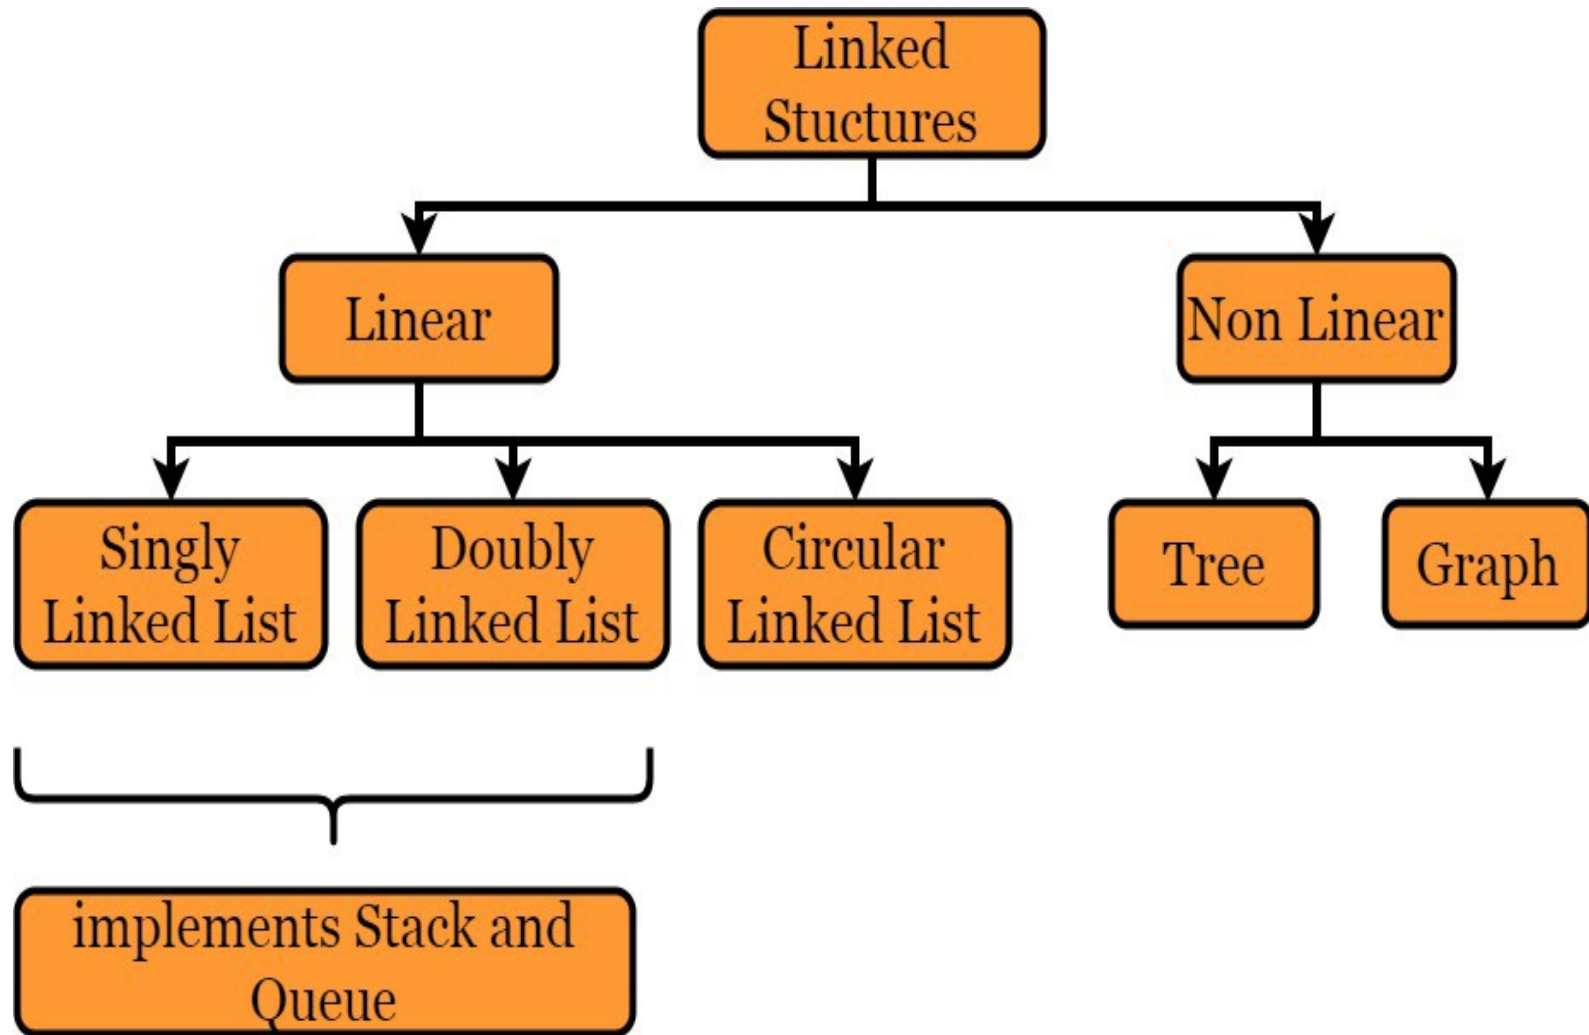 Linked
Stuctures
Linear
Non Linear
Singly
Linked List
Doubly
Linked List
Circular
Linked List
Tree
Graph
implements Stack and
Queue